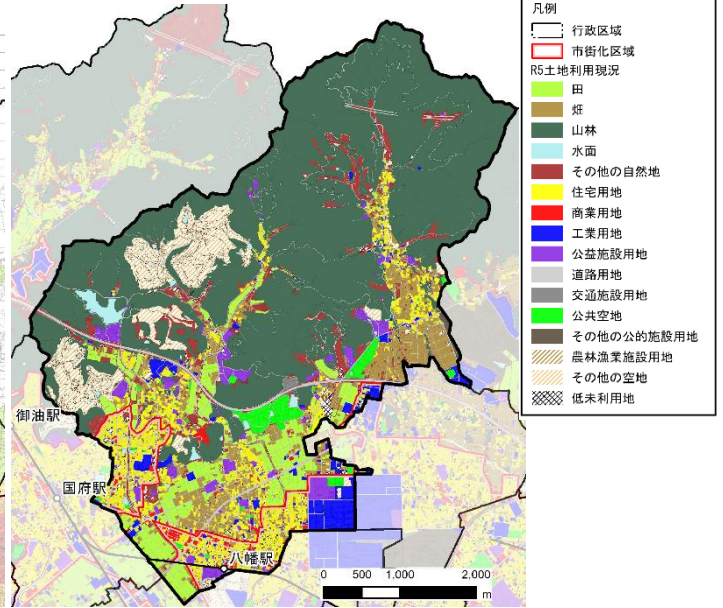 凡例
行政区域
市街化区域
R5土地利用現況
田
畑
山林
水面
その他の自然地
住宅用地
商業用地
工業用地
公益施設用地
道路用地
交通施設用地
公共空地
その他の公的施設用地
農林漁業施設用地
その他の空地
低未利用地
御油駅
国府駅
八幡駅
0 500 1,000 2,000
m